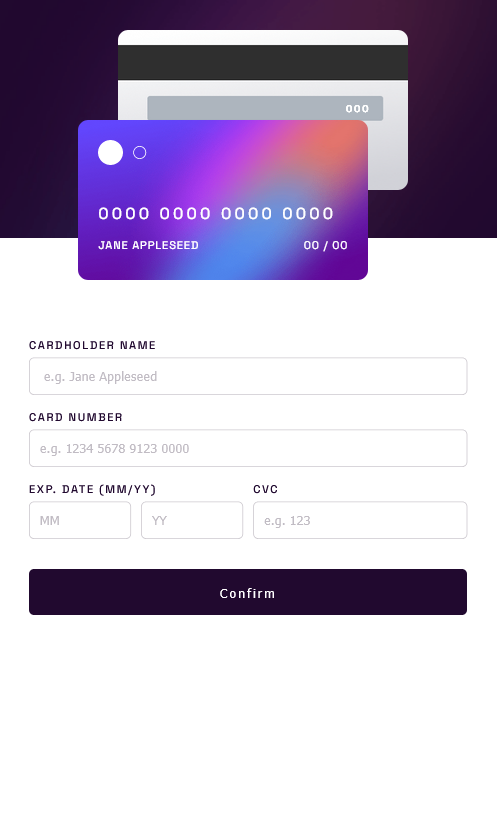 000
0000 0000 0000 0000
JANE APPLESEED 00 / 00
CARDHOLDER NAME
e.g. Jane Appleseed
CARD NUMBER
e.g. 1234 5678 9123 0000
EXP. DATE (MM/YY) CVC
MM YY e.g. 123
Confirm